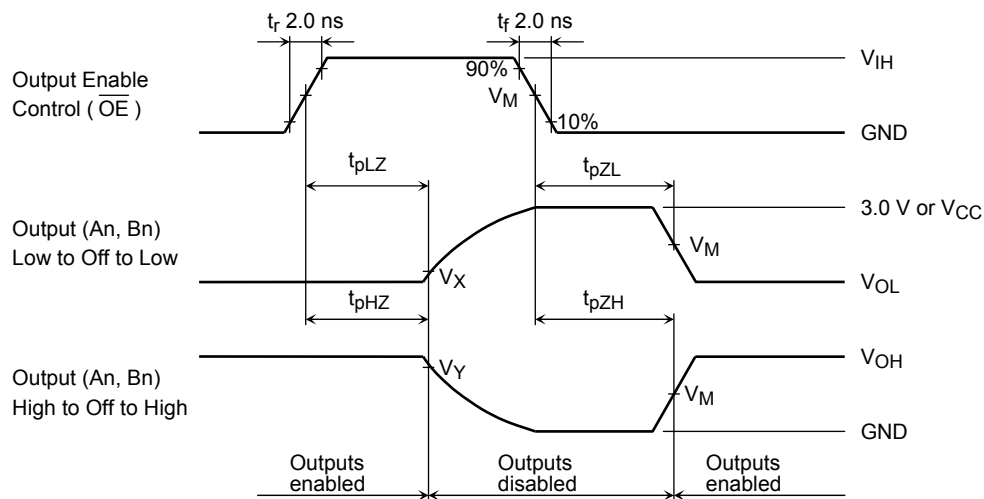 tr 2.0 ns
tf 2.0 ns
Output Enable
Control ( OE )
90%
VM
10%
VIH
GND
tpLZ
tpZL
Output (An, Bn)
Low to Off to Low
VX
VM
3.0 V or VCC
VOL
tpHZ
tpZH
Output (An, Bn)
High to Off to High
VY
VM
VOH
GND
Outputs
enabled
Outputs
disabled
Outputs
enabled